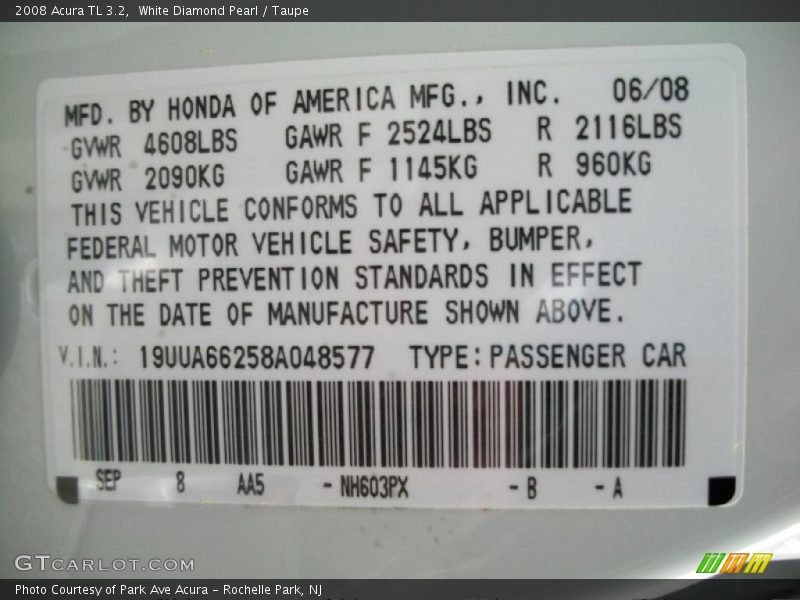 2008 Acura TL 3.2, White Diamond Pearl / Taupe
MFD. BY HONDA OF AMERICA MFG., INC. 06/08
GVWR 4608LBS GAWR F 2524LBS R 2116LBS
GVWR 2090KG GAWR F 1145KG R 960KG
THIS VEHICLE CONFORMS TO ALL APPLICABLE
FEDERAL MOTOR VEHICLE SAFETY, BUMPER,
AND THEFT PREVENTION STANDARDS IN EFFECT
ON THE DATE OF MANUFACTURE SHOWN ABOVE.
V.I.N.: 19UUA66258A048577 TYPE: PASSENGER CAR
SEP 8 AA5 - NH603PX - B - A
GTCARLOT.COM
Photo Courtesy of Park Ave Acura – Rochelle Park, NJ